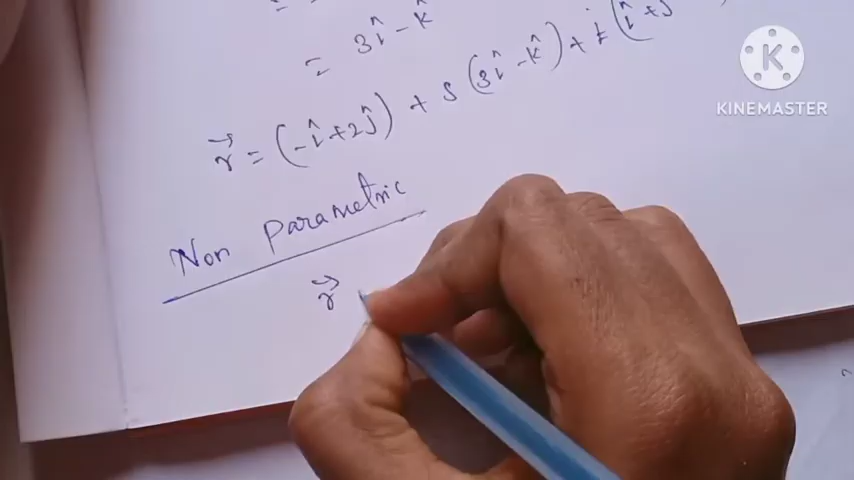 = 3î - k̂
r⃗ = (-î + 2ĵ) + s(3î - k̂) + t(î + ĵ
Non Parametric
r⃗
K
KINEMASTER